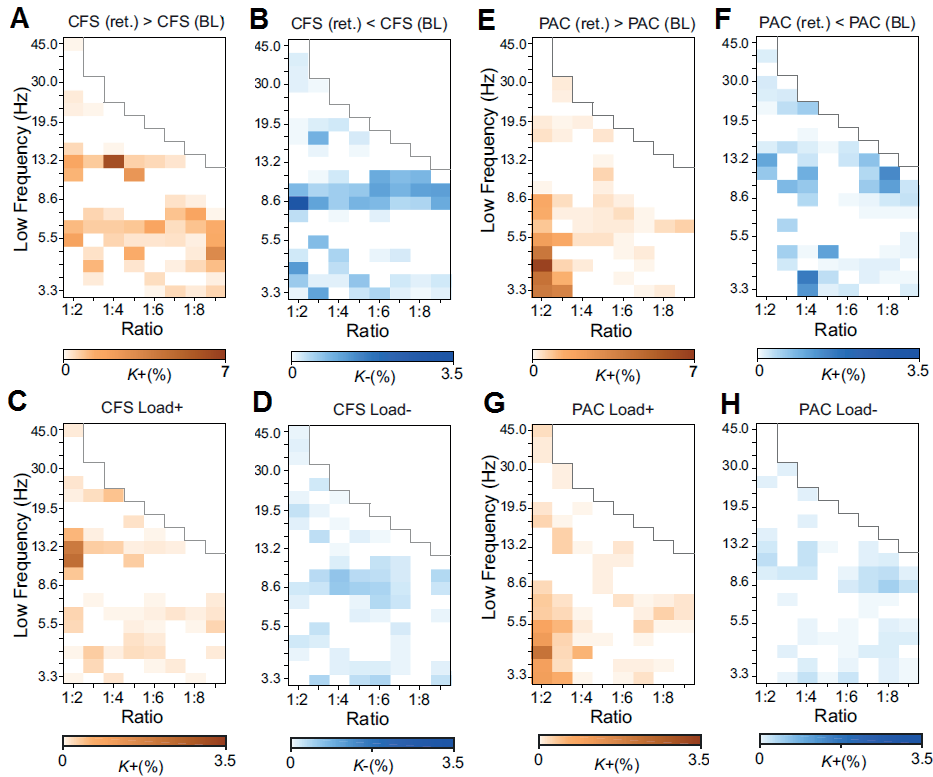 A CFS (ret.) > CFS (BL)
B CFS (ret.) < CFS (BL)
E PAC (ret.) > PAC (BL)
F PAC (ret.) < PAC (BL)
Low Frequency (Hz)
45.0
30.0
19.5
13.2
8.6
5.5
3.3
1:2 1:4 1:6 1:8
Ratio
0 K+(%) 7
45.0
30.0
19.5
13.2
8.6
5.5
3.3
1:2 1:4 1:6 1:8
Ratio
0 K-(%) 3.5
Low Frequency (Hz)
45.0
30.0
19.5
13.2
8.6
5.5
3.3
1:2 1:4 1:6 1:8
Ratio
0 K+(%) 7
45.0
30.0
19.5
13.2
8.6
5.5
3.3
1:2 1:4 1:6 1:8
Ratio
0 K+(%) 3.5
C CFS Load+
D CFS Load-
G PAC Load+
H PAC Load-
Low Frequency (Hz)
45.0
30.0
19.5
13.2
8.6
5.5
3.3
1:2 1:4 1:6 1:8
Ratio
0 K+(%) 3.5
45.0
30.0
19.5
13.2
8.6
5.5
3.3
1:2 1:4 1:6 1:8
Ratio
0 K-(%) 3.5
Low Frequency (Hz)
45.0
30.0
19.5
13.2
8.6
5.5
3.3
1:2 1:4 1:6 1:8
Ratio
0 K+(%) 3.5
45.0
30.0
19.5
13.2
8.6
5.5
3.3
1:2 1:4 1:6 1:8
Ratio
0 K+(%) 3.5